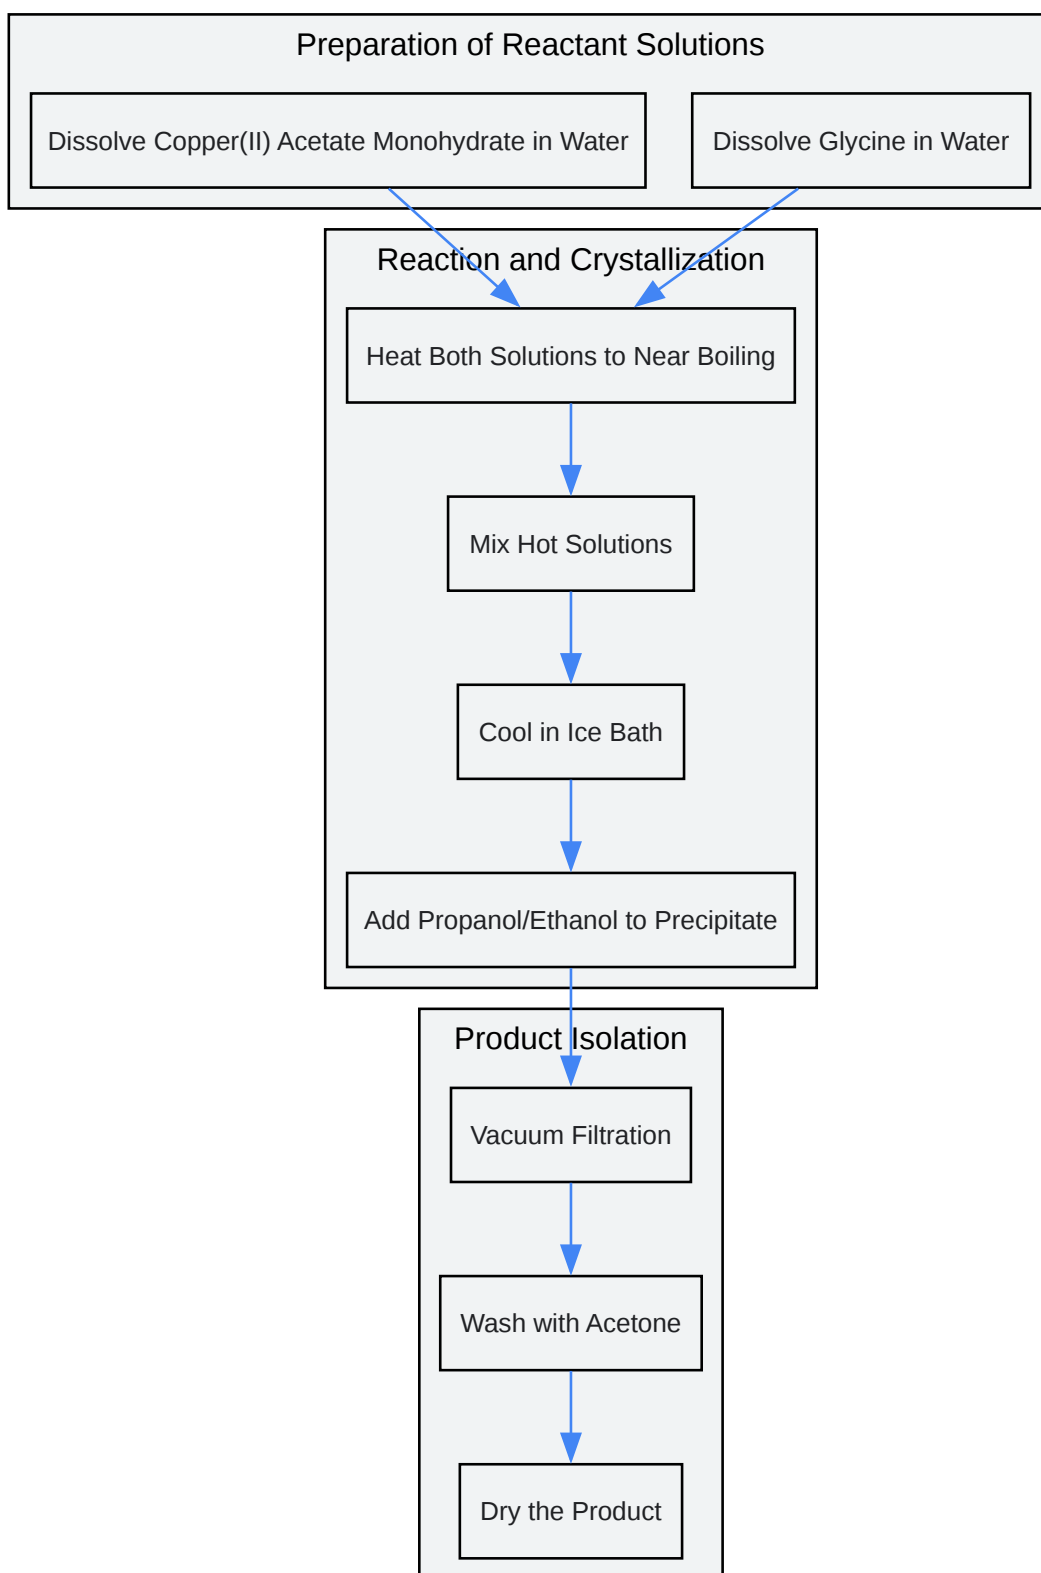 Preparation of Reactant Solutions
Dissolve Copper(II) Acetate Monohydrate in Water
Dissolve Glycine in Water
Reaction and Crystallization
Heat Both Solutions to Near Boiling
Mix Hot Solutions
Cool in Ice Bath
Add Propanol/Ethanol to Precipitate
Product Isolation
Vacuum Filtration
Wash with Acetone
Dry the Product